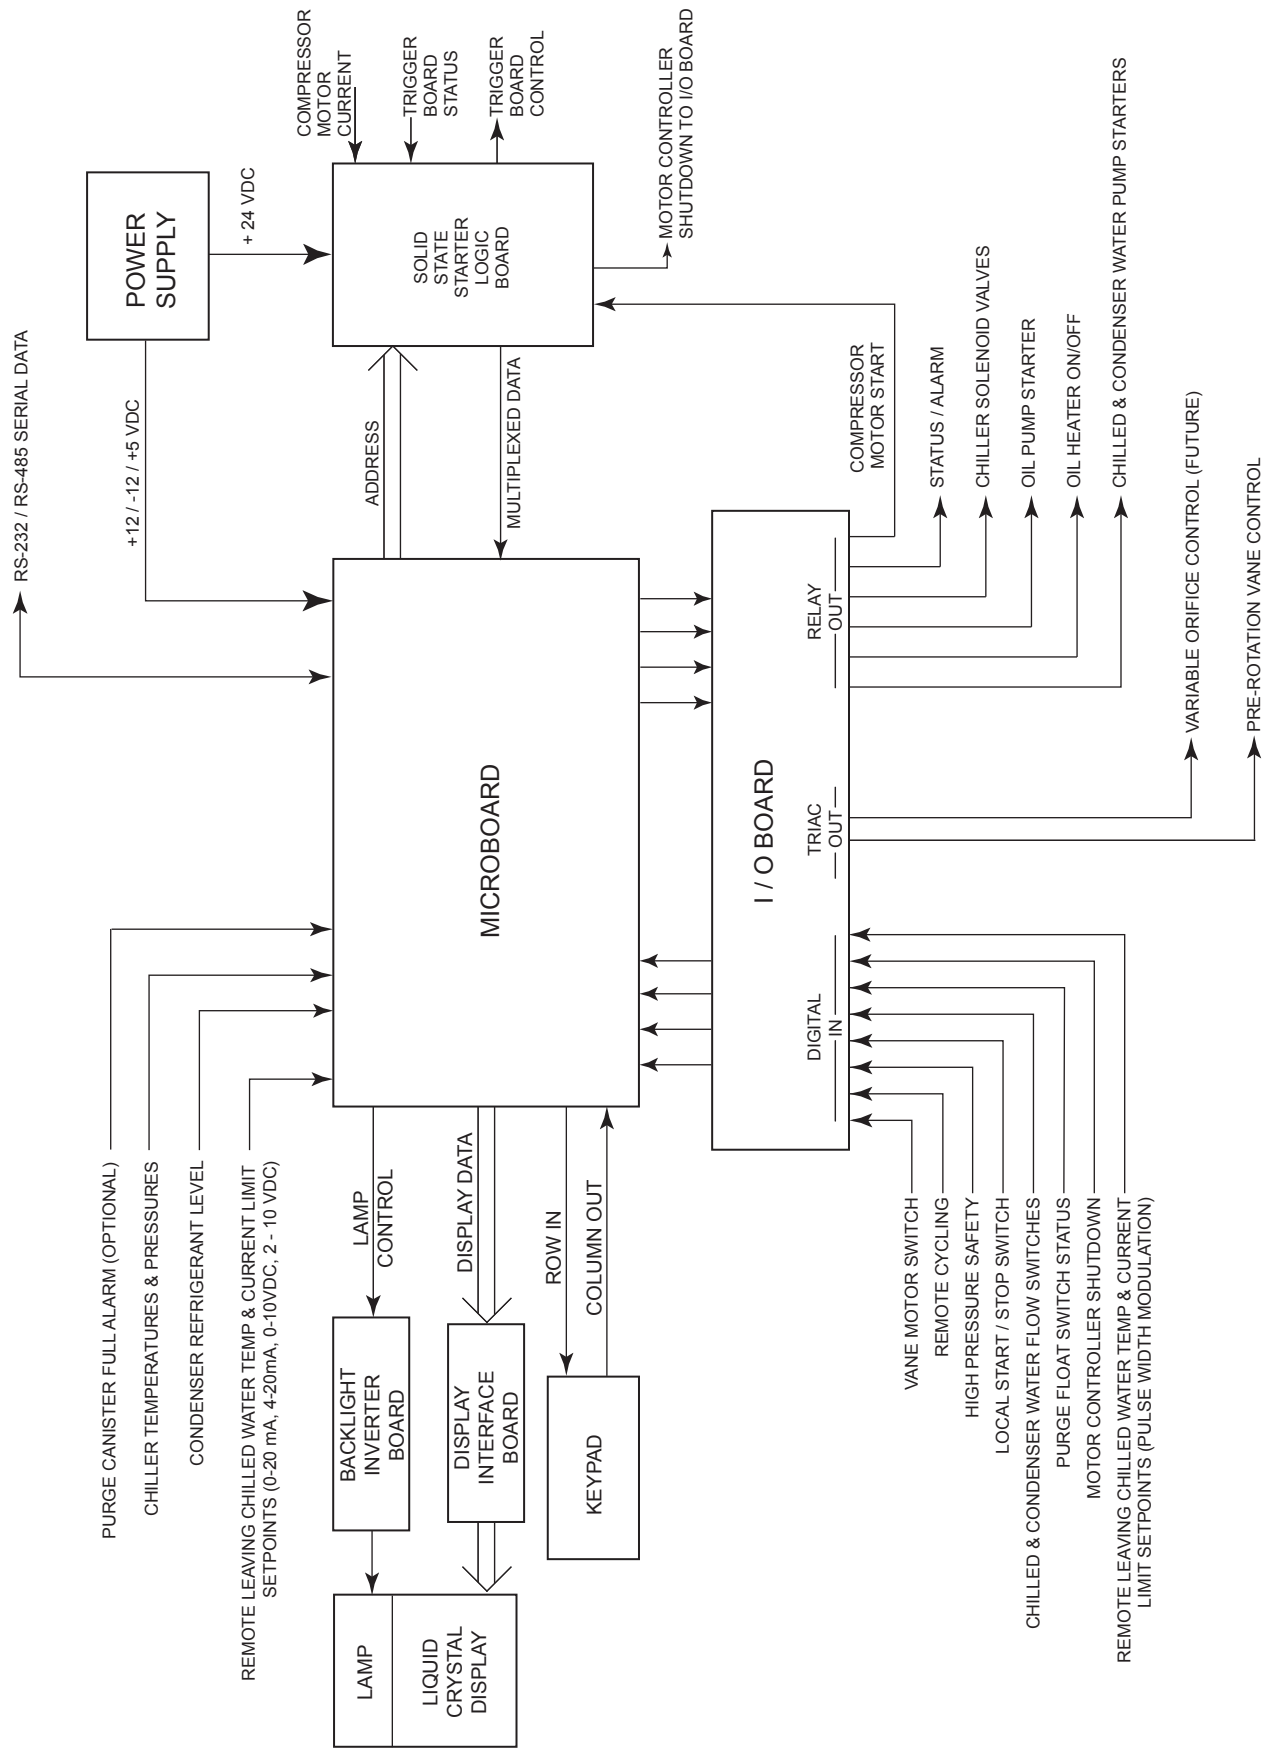 PURGE CANISTER FULL ALARM (OPTIONAL)
CHILLER TEMPERATURES & PRESSURES
CONDENSER REFRIGERANT LEVEL
REMOTE LEAVING CHILLED WATER TEMP & CURRENT LIMIT
SETPOINTS (0-20 mA, 4-20mA, 0-10VDC, 2 - 10 VDC)
RS-232 / RS-485 SERIAL DATA
+12 / -12 / +5 VDC
POWER
SUPPLY
+ 24 VDC
COMPRESSOR
MOTOR
CURRENT
TRIGGER
BOARD
STATUS
TRIGGER
BOARD
CONTROL
SOLID
STATE
STARTER
LOGIC
BOARD
MOTOR CONTROLLER
SHUTDOWN TO I/O BOARD
ADDRESS
MULTIPLEXED DATA
MICROBOARD
LAMP
CONTROL
DISPLAY DATA
ROW IN
COLUMN OUT
BACKLIGHT
INVERTER
BOARD
DISPLAY
INTERFACE
BOARD
KEYPAD
LAMP
LIQUID
CRYSTAL
DISPLAY
I / O BOARD
DIGITAL
IN
TRIAC
OUT
RELAY
OUT
COMPRESSOR
MOTOR START
STATUS / ALARM
CHILLER SOLENOID VALVES
OIL PUMP STARTER
OIL HEATER ON/OFF
CHILLED & CONDENSER WATER PUMP STARTERS
VARIABLE ORIFICE CONTROL (FUTURE)
PRE-ROTATION VANE CONTROL
VANE MOTOR SWITCH
REMOTE CYCLING
HIGH PRESSURE SAFETY
LOCAL START / STOP SWITCH
CHILLED & CONDENSER WATER FLOW SWITCHES
PURGE FLOAT SWITCH STATUS
MOTOR CONTROLLER SHUTDOWN
REMOTE LEAVING CHILLED WATER TEMP & CURRENT
LIMIT SETPOINTS (PULSE WIDTH MODULATION)